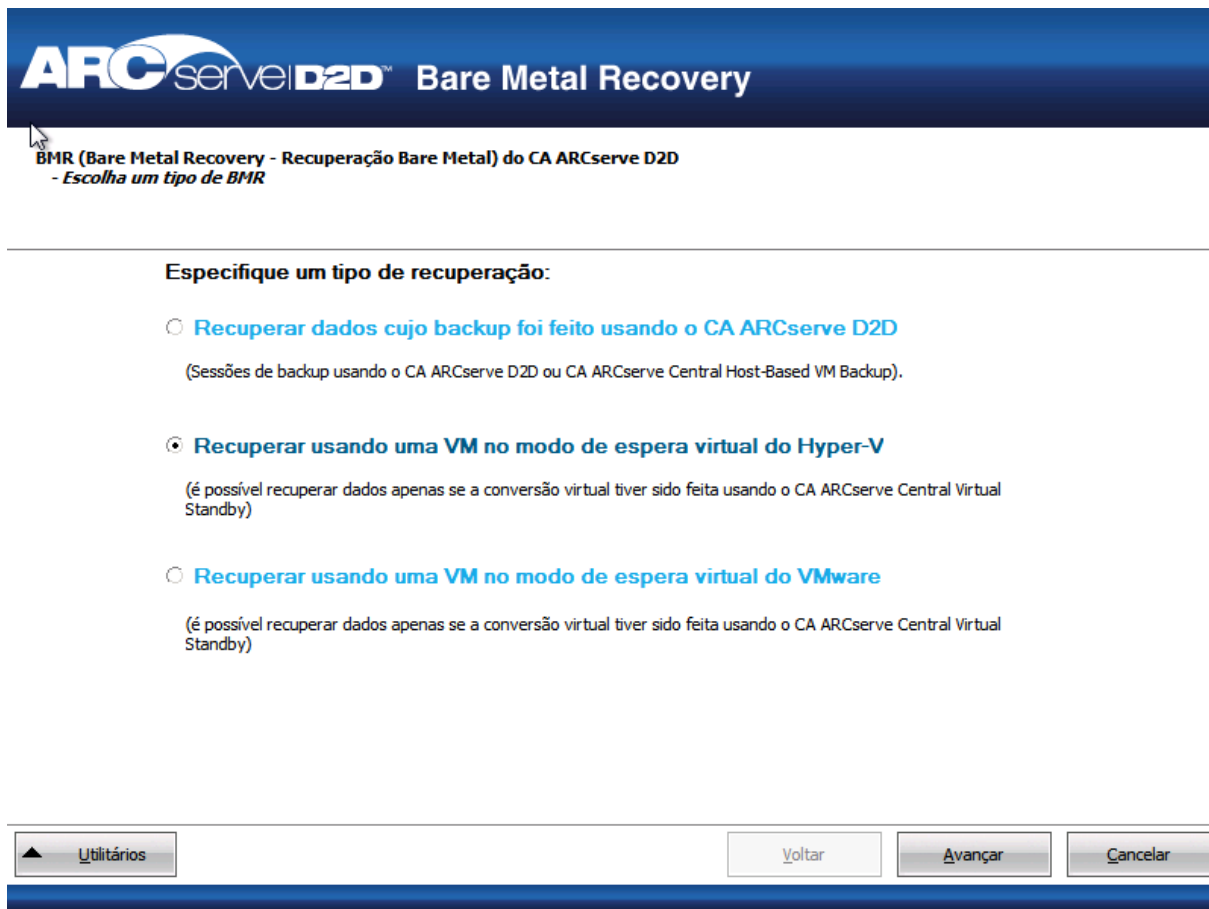 ARCserve D2D™ Bare Metal Recovery
BMR (Bare Metal Recovery - Recuperação Bare Metal) do CA ARCserve D2D
- Escolha um tipo de BMR
Especifique um tipo de recuperação:
Recuperar dados cujo backup foi feito usando o CA ARCserve D2D
(Sessões de backup usando o CA ARCserve D2D ou CA ARCserve Central Host-Based VM Backup).
Recuperar usando uma VM no modo de espera virtual do Hyper-V
(é possível recuperar dados apenas se a conversão virtual tiver sido feita usando o CA ARCserve Central Virtual
Standby)
Recuperar usando uma VM no modo de espera virtual do VMware
(é possível recuperar dados apenas se a conversão virtual tiver sido feita usando o CA ARCserve Central Virtual
Standby)
Utilitários Voltar Avançar Cancelar